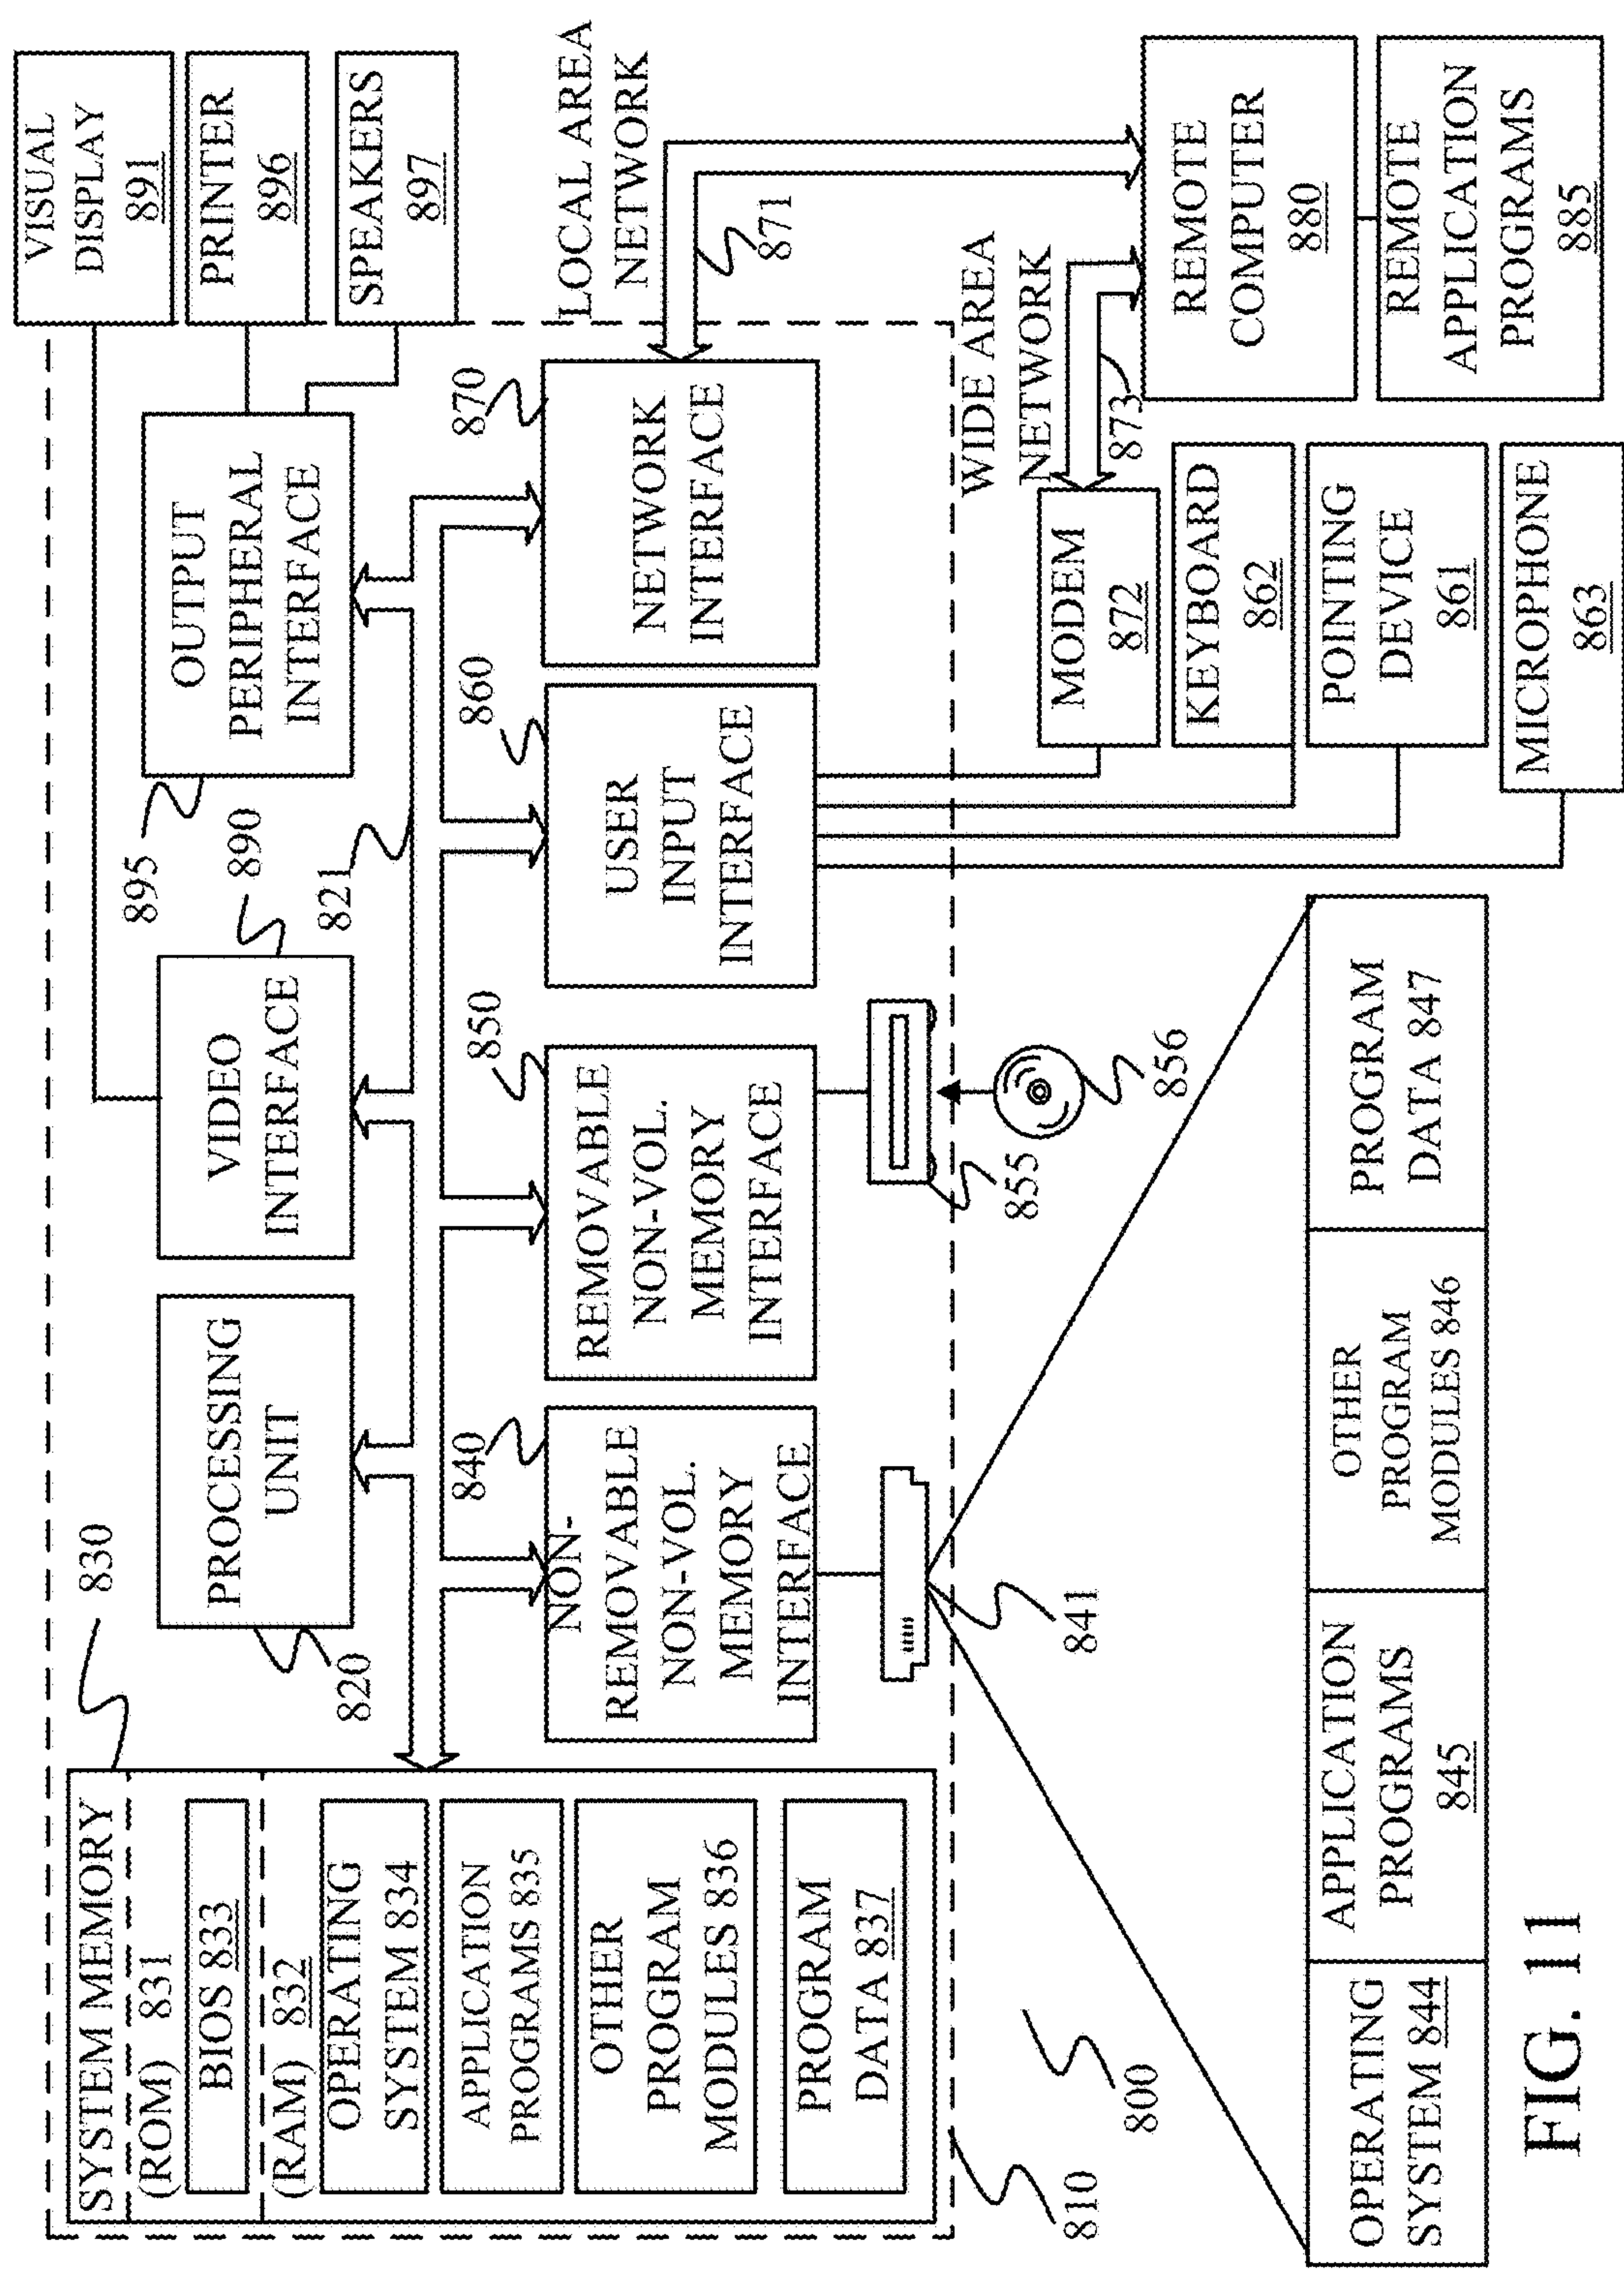 SYSTEM MEMORY
(ROM) 831
BIOS 833
(RAM) 832
OPERATING
SYSTEM 834
APPLICATION
PROGRAMS 835
OTHER
PROGRAM
MODULES 836
PROGRAM
DATA 837
830
820
PROCESSING
UNIT
VIDEO
INTERFACE
890
895
821
OUTPUT
PERIPHERAL
INTERFACE
VISUAL
DISPLAY
891
PRINTER
896
SPEAKERS
897
840
NON-
REMOVABLE
NON-VOL.
MEMORY
INTERFACE
850
REMOVABLE
NON-VOL.
MEMORY
INTERFACE
860
USER
INPUT
INTERFACE
870
NETWORK
INTERFACE
LOCAL AREA
NETWORK
871
WIDE AREA
NETWORK
873
810
800
841
855
856
MODEM
872
KEYBOARD
862
POINTING
DEVICE
861
MICROPHONE
863
REMOTE
COMPUTER
880
REMOTE
APPLICATION
PROGRAMS
885
OPERATING
SYSTEM 844
APPLICATION
PROGRAMS
845
OTHER
PROGRAM
MODULES 846
PROGRAM
DATA 847
FIG. 11